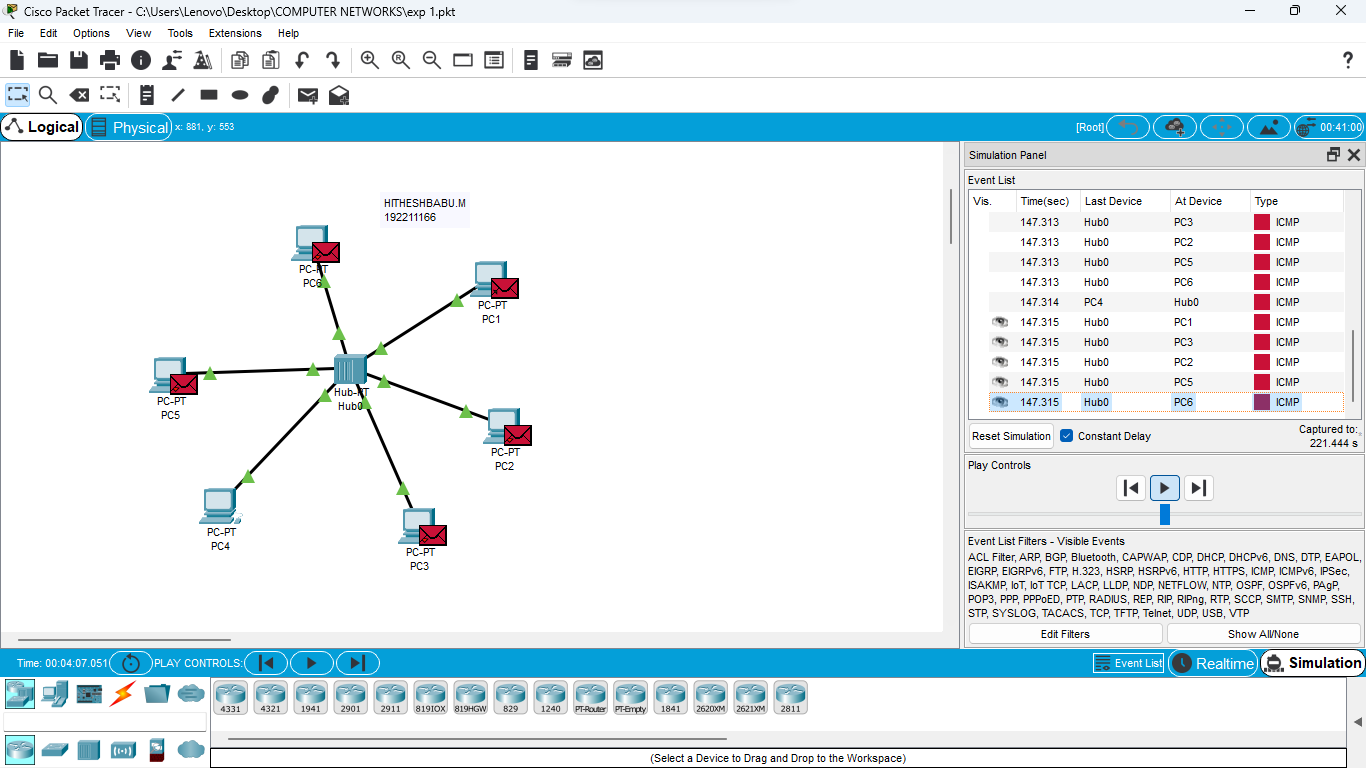 Cisco Packet Tracer - C:\Users\Lenovo\Desktop\COMPUTER NETWORKS\exp 1.pkt
File Edit Options View Tools Extensions Help
Logical Physical x: 881, y: 553 [Root] 00:41:00
HITHESHBABU.M
192211166
PC-PT
PC6
PC-PT
PC1
PC-PT
PC5
Hub-PT
Hub0
PC-PT
PC2
PC-PT
PC4
PC-PT
PC3
Simulation Panel
Event List
Vis. Time(sec) Last Device At Device Type
147.313 Hub0 PC3 ICMP
147.313 Hub0 PC2 ICMP
147.313 Hub0 PC5 ICMP
147.313 Hub0 PC6 ICMP
147.314 PC4 Hub0 ICMP
147.315 Hub0 PC1 ICMP
147.315 Hub0 PC3 ICMP
147.315 Hub0 PC2 ICMP
147.315 Hub0 PC5 ICMP
147.315 Hub0 PC6 ICMP
Reset Simulation Constant Delay Captured to:
221.444 s
Play Controls
Event List Filters - Visible Events
ACL Filter, ARP, BGP, Bluetooth, CAPWAP, CDP, DHCP, DHCPv6, DNS, DTP, EAPOL,
EIGRP, EIGRPv6, FTP, H.323, HSRP, HSRPv6, HTTP, HTTPS, ICMP, ICMPv6, IPSec,
ISAKMP, IoT, IoT TCP, LACP, LLDP, NDP, NETFLOW, NTP, OSPF, OSPFv6, PAgP,
POP3, PPP, PPPoED, PTP, RADIUS, REP, RIP, RIPng, RTP, SCCP, SMTP, SNMP, SSH,
STP, SYSLOG, TACACS, TCP, TFTP, Telnet, UDP, USB, VTP
Edit Filters Show All/None
Time: 00:04:07.051 PLAY CONTROLS: Event List Realtime Simulation
4331 4321 1941 2901 2911 819IOX 819HGW 829 1240 PT-Router PT-Empty 1841 2620XM 2621XM 2811
(Select a Device to Drag and Drop to the Workspace)